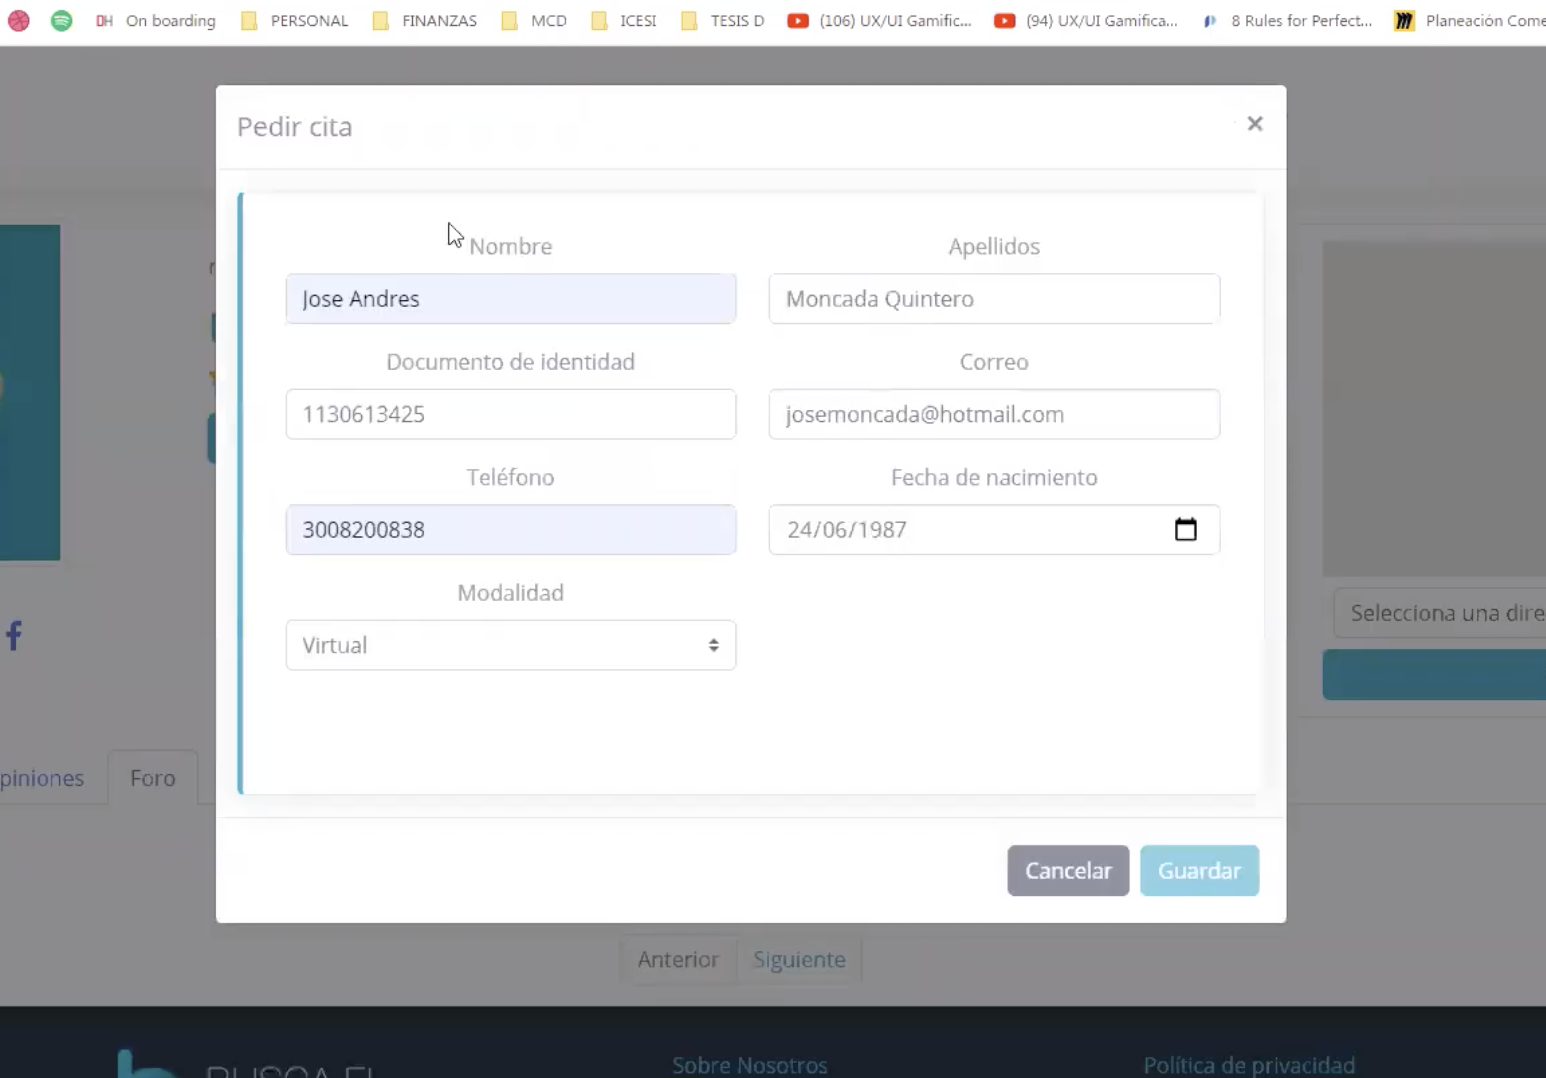 On boarding PERSONAL FINANZAS MCD ICESI TESIS D (106) UX/UI Gamific... (94) UX/UI Gamifica... 8 Rules for Perfect... Planeación Come
Pedir cita ×
Nombre Apellidos
Jose Andres Moncada Quintero
Documento de identidad Correo
1130613425 josemoncada@hotmail.com
Teléfono Fecha de nacimiento
3008200838 24/06/1987
Modalidad
Virtual
Selecciona una dire
piniones Foro
Cancelar Guardar
Anterior Siguiente
BUSCA EL
Sobre Nosotros Política de privacidad